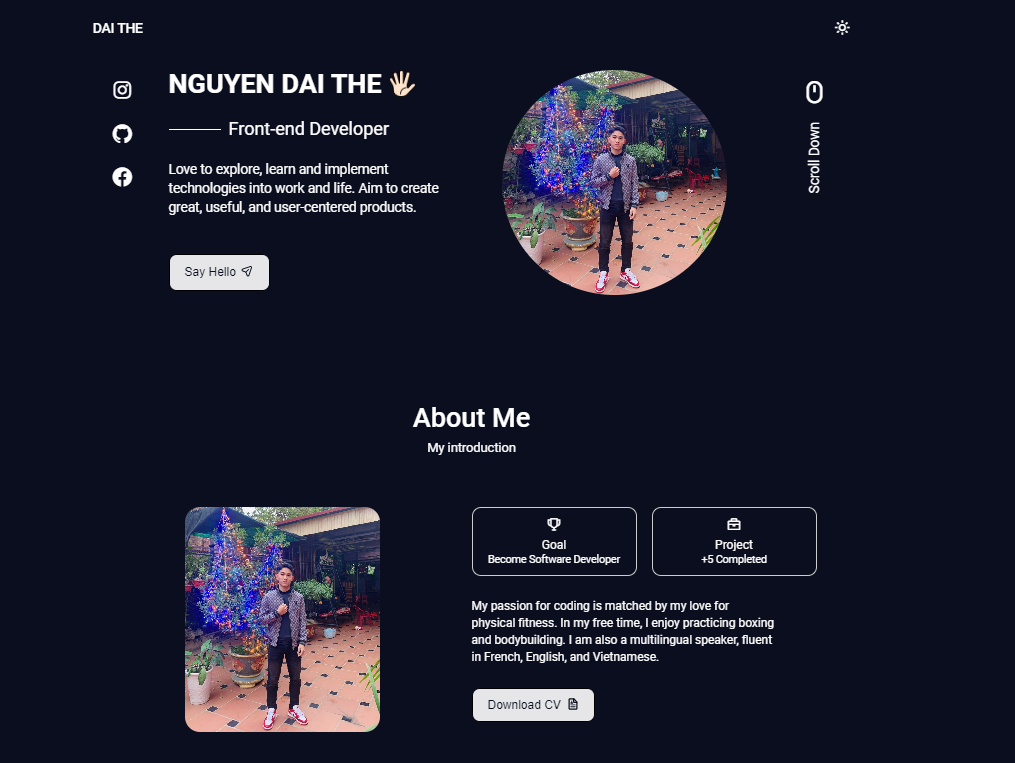 DAI THE
NGUYEN DAI THE 🖐🏻
Front-end Developer
Love to explore, learn and implement
technologies into work and life. Aim to create
great, useful, and user-centered products.
Say Hello
Scroll Down
About Me
My introduction
Goal
Become Software Developer
Project
+5 Completed
My passion for coding is matched by my love for
physical fitness. In my free time, I enjoy practicing boxing
and bodybuilding. I am also a multilingual speaker, fluent
in French, English, and Vietnamese.
Download CV